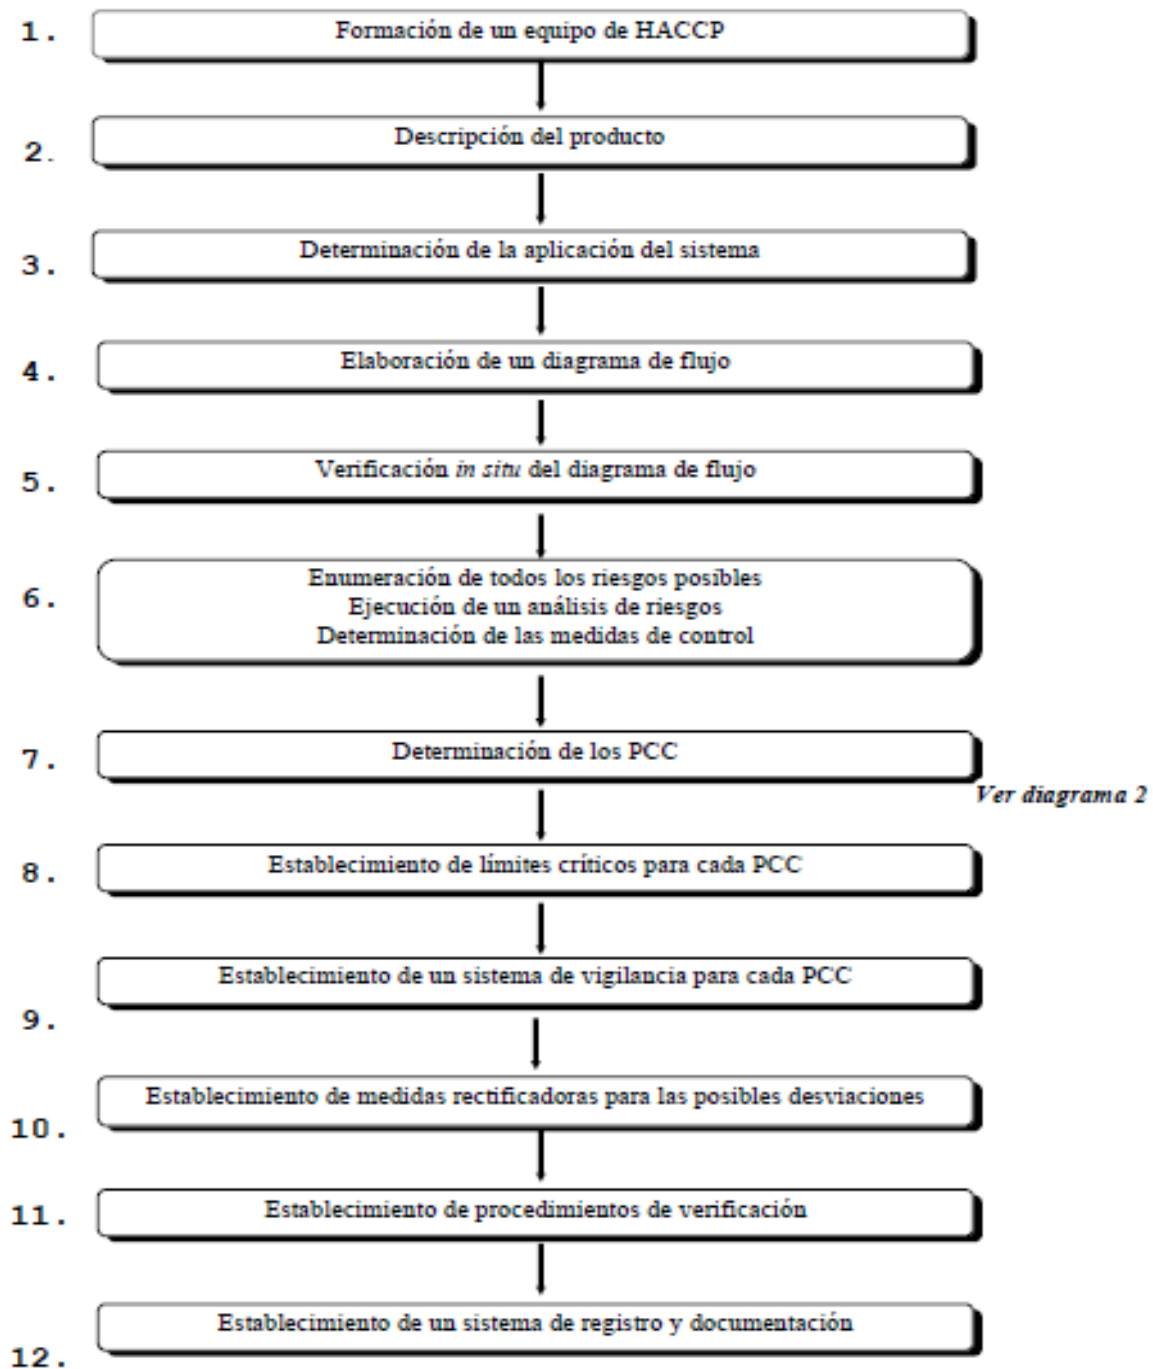 1. Formación de un equipo de HACCP
2. Descripción del producto
3. Determinación de la aplicación del sistema
4. Elaboración de un diagrama de flujo
5. Verificación in situ del diagrama de flujo
6. Enumeración de todos los riesgos posibles
Ejecución de un análisis de riesgos
Determinación de las medidas de control
7. Determinación de los PCC
Ver diagrama 2
8. Establecimiento de límites críticos para cada PCC
9. Establecimiento de un sistema de vigilancia para cada PCC
10. Establecimiento de medidas rectificadoras para las posibles desviaciones
11. Establecimiento de procedimientos de verificación
12. Establecimiento de un sistema de registro y documentación